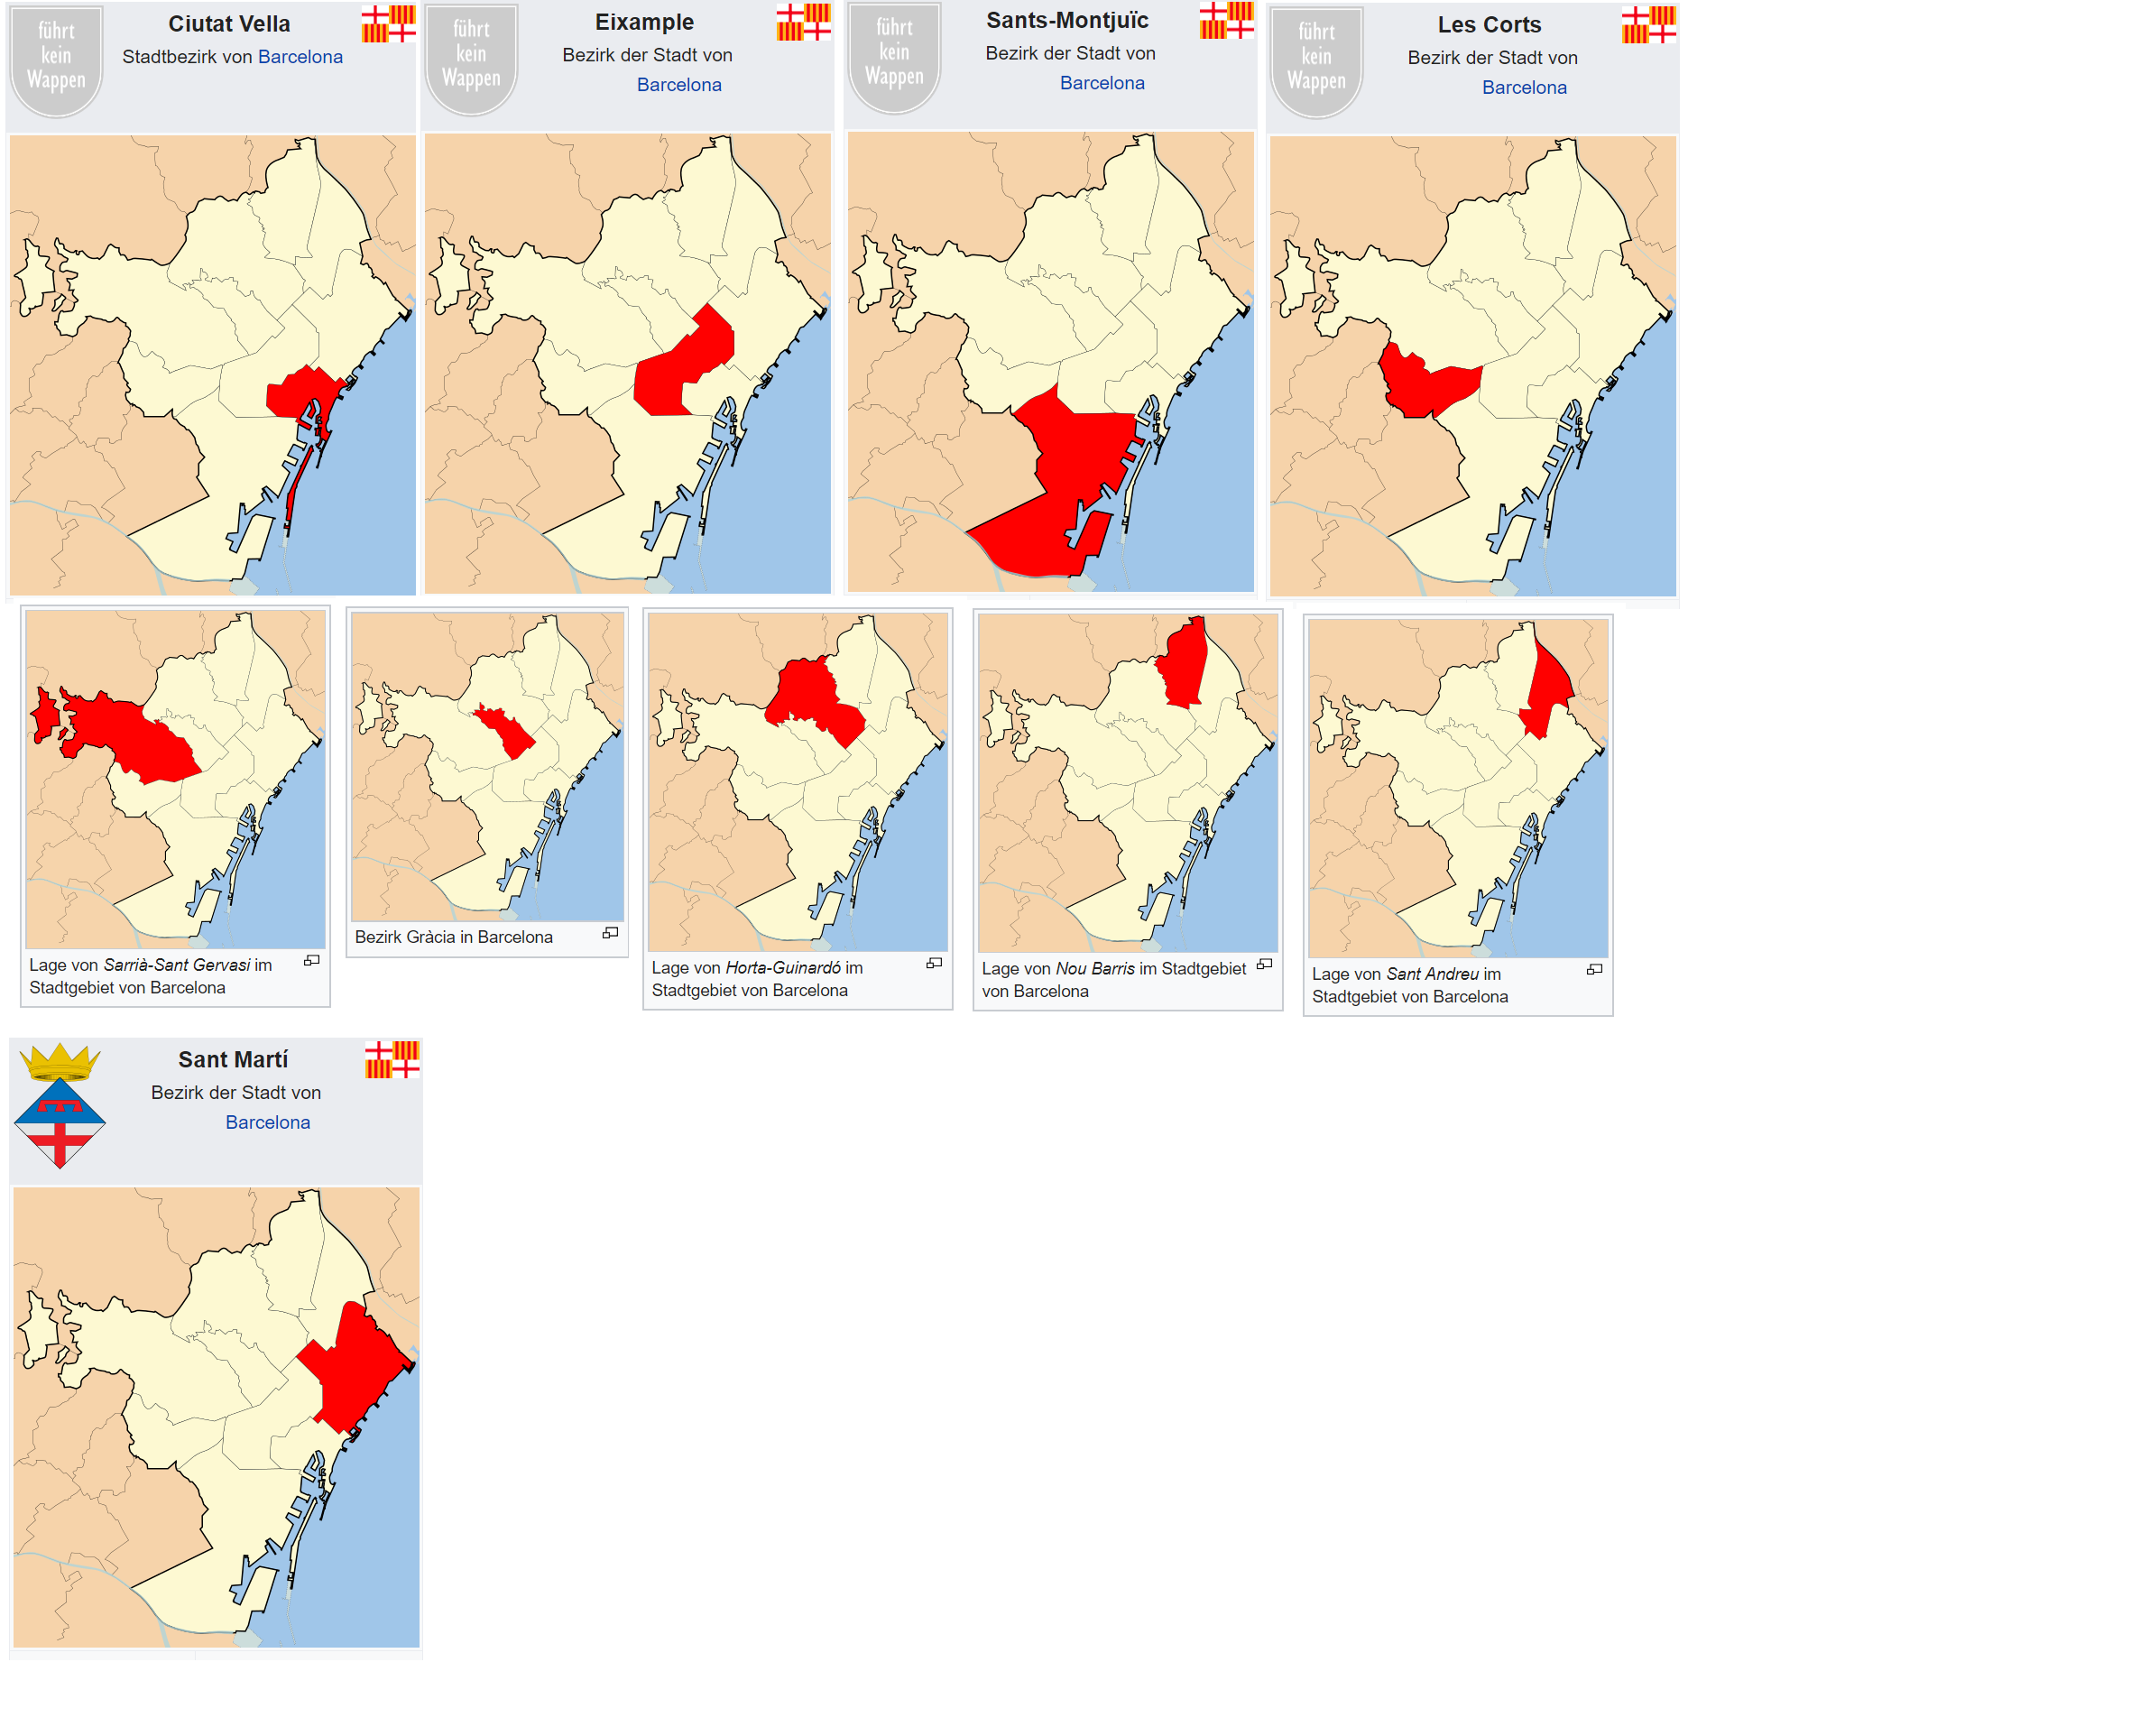 führt
kein
Wappen
Ciutat Vella
Stadtbezirk von Barcelona
führt
kein
Wappen
Eixample
Bezirk der Stadt von
Barcelona
führt
kein
Wappen
Sants-Montjuïc
Bezirk der Stadt von
Barcelona
führt
kein
Wappen
Les Corts
Bezirk der Stadt von
Barcelona
Lage von Sarrià-Sant Gervasi im
Stadtgebiet von Barcelona
Bezirk Gràcia in Barcelona
Lage von Horta-Guinardó im
Stadtgebiet von Barcelona
Lage von Nou Barris im Stadtgebiet
von Barcelona
Lage von Sant Andreu im
Stadtgebiet von Barcelona
Sant Martí
Bezirk der Stadt von
Barcelona